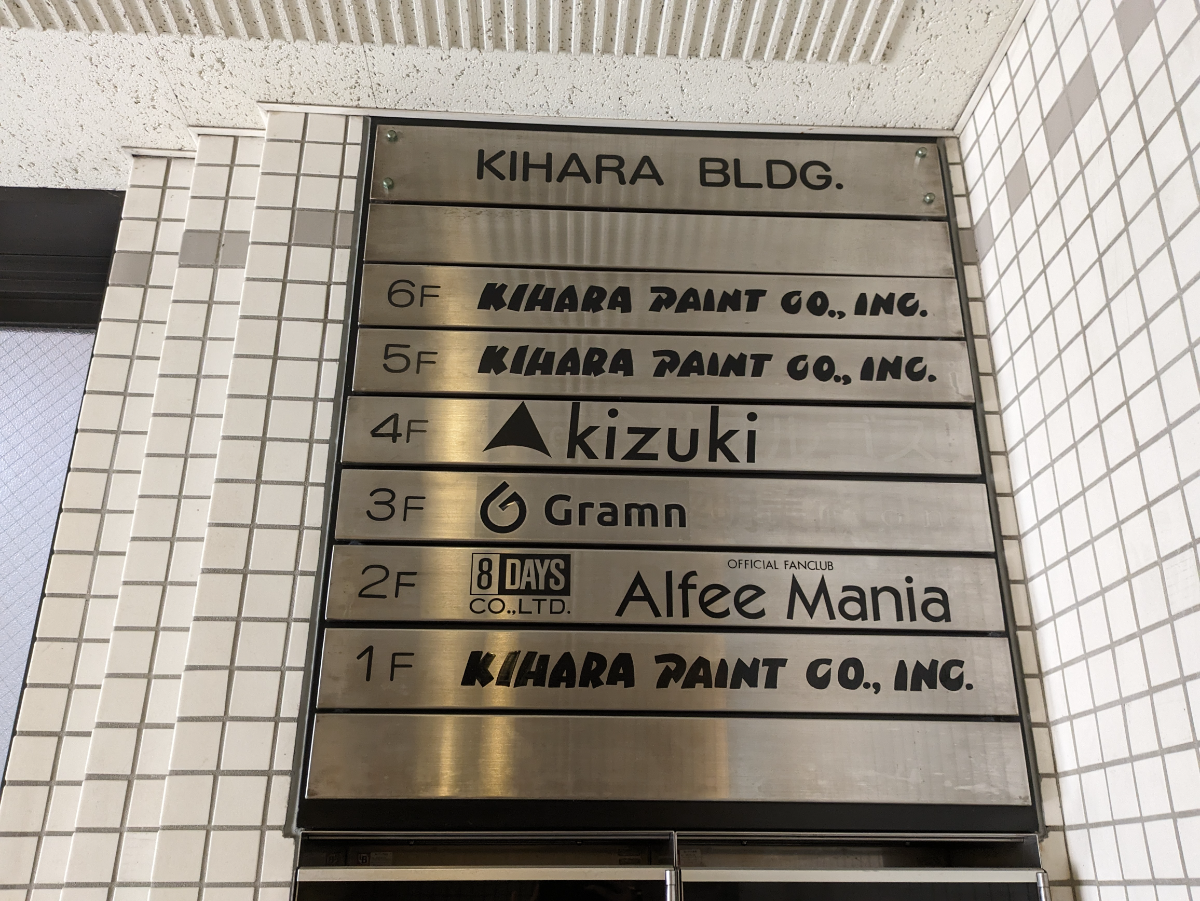 KIHARA BLDG.
6F KIHARA PAINT CO., INC.
5F KIHARA PAINT CO., INC.
4F kizuki
3F Gramn
2F 8 DAYS CO.,LTD. OFFICIAL FANCLUB Alfee Mania
1F KIHARA PAINT CO., INC.